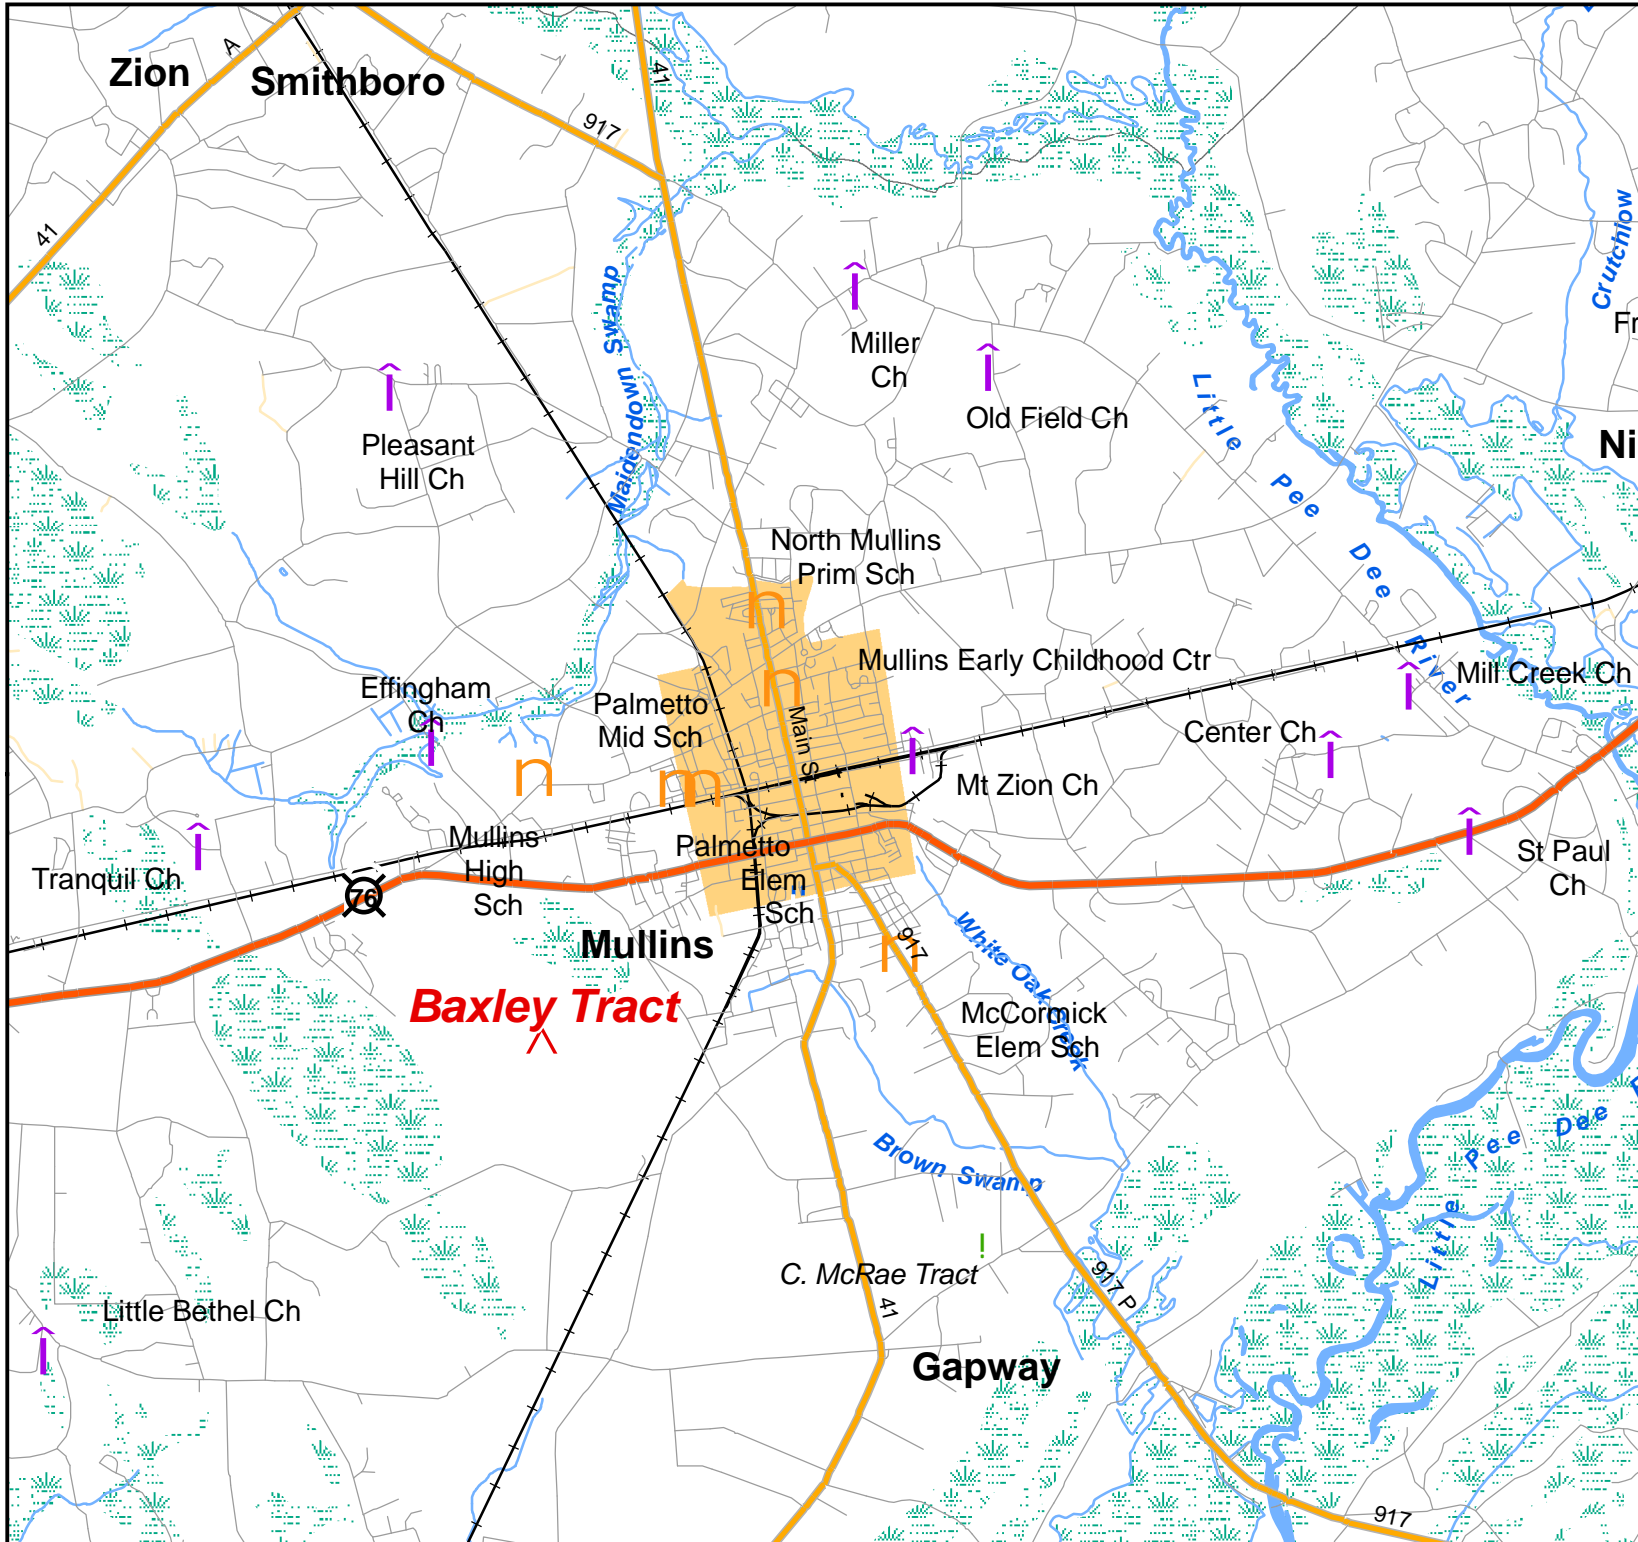 Zion
A
Smithboro
41
917
41
Crutchlow
Swamp
Maidendown
Miller
Ch
Old Field Ch
Little
Pee
Dee
River
Pleasant
Hill Ch
North Mullins
Prim Sch
Mullins Early Childhood Ctr
Mill Creek Ch
Effingham
Ch
Palmetto
Mid Sch
Main St
Center Ch
Mt Zion Ch
Mullins
High
Sch
Palmetto
Elem
Sch
Tranquil Ch
St Paul
Ch
76
Mullins
917
White Oak Creek
Baxley Tract
McCormick
Elem Sch
Brown Swamp
Little
Pee
Dee
C. McRae Tract
917 P
41
Little Bethel Ch
Gapway
917